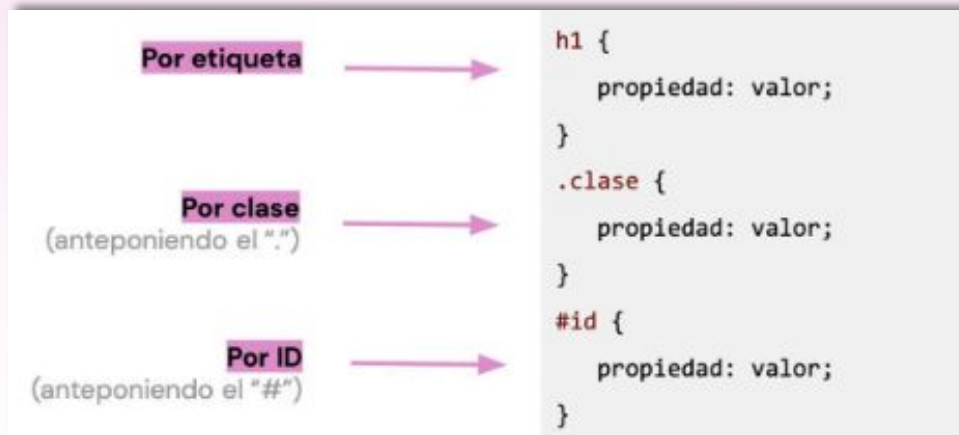 Por etiqueta
h1 {
propiedad: valor;
}
Por clase
(anteponiendo el “.”)
.clase {
propiedad: valor;
}
Por ID
(anteponiendo el “#”)
#id {
propiedad: valor;
}